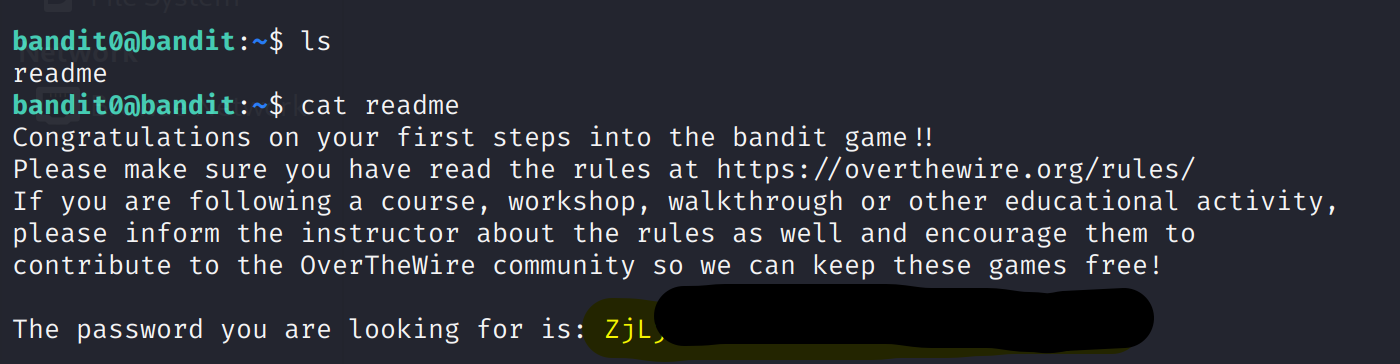 File System
bandit0@bandit:~$ ls
Network
readme
bandit0@bandit:~$ cat readme
Congratulations on your first steps into the bandit game!!
Please make sure you have read the rules at https://overthewire.org/rules/
If you are following a course, workshop, walkthrough or other educational activity,
please inform the instructor about the rules as well and encourage them to
contribute to the OverTheWire community so we can keep these games free!
The password you are looking for is: ZjL